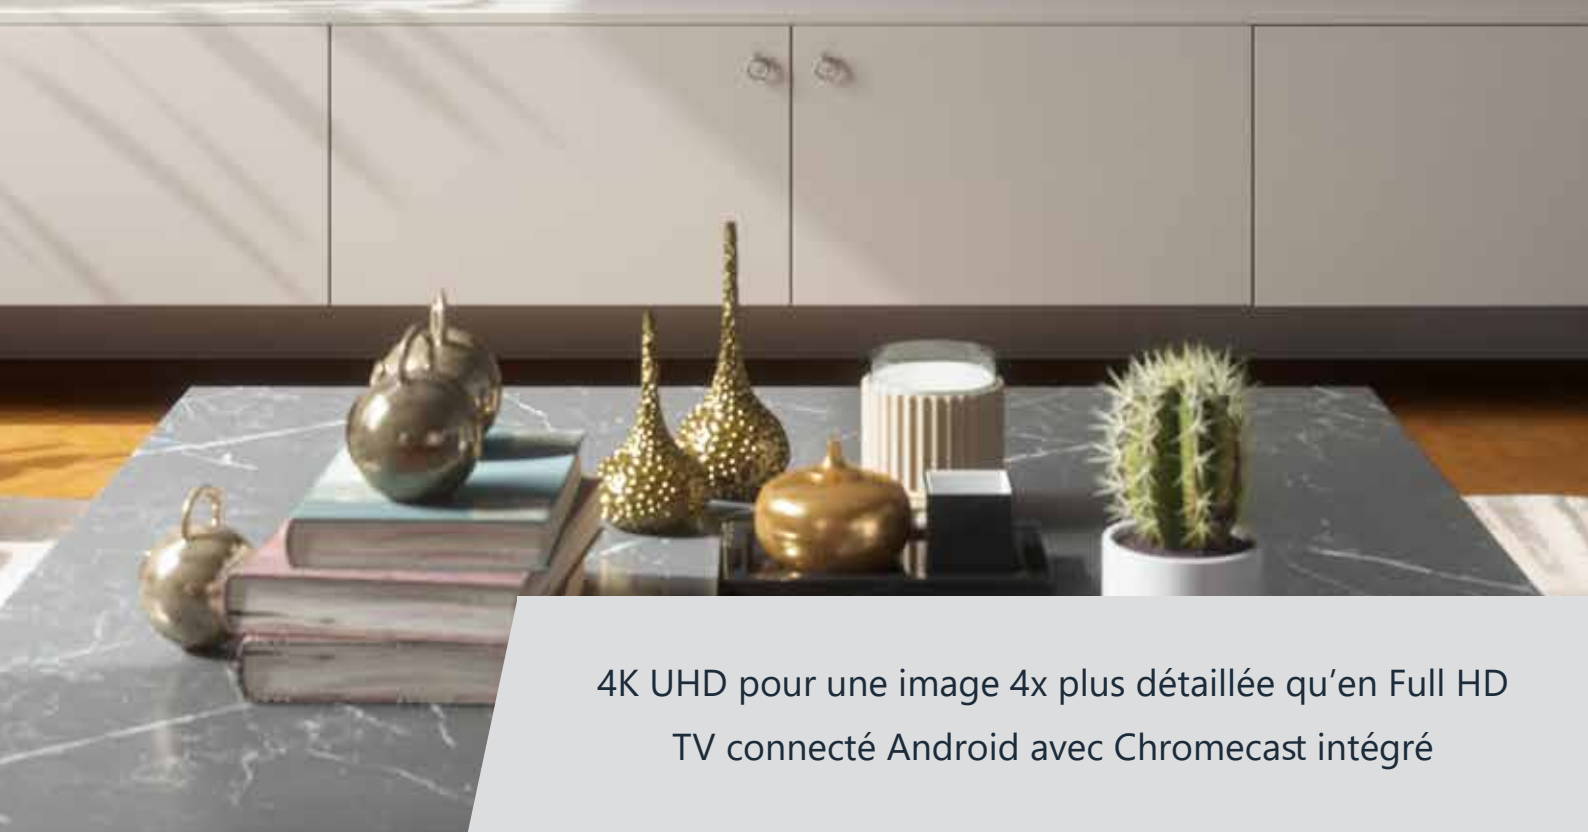 4K UHD pour une image 4x plus détaillée qu’en Full HD
TV connecté Android avec Chromecast intégré